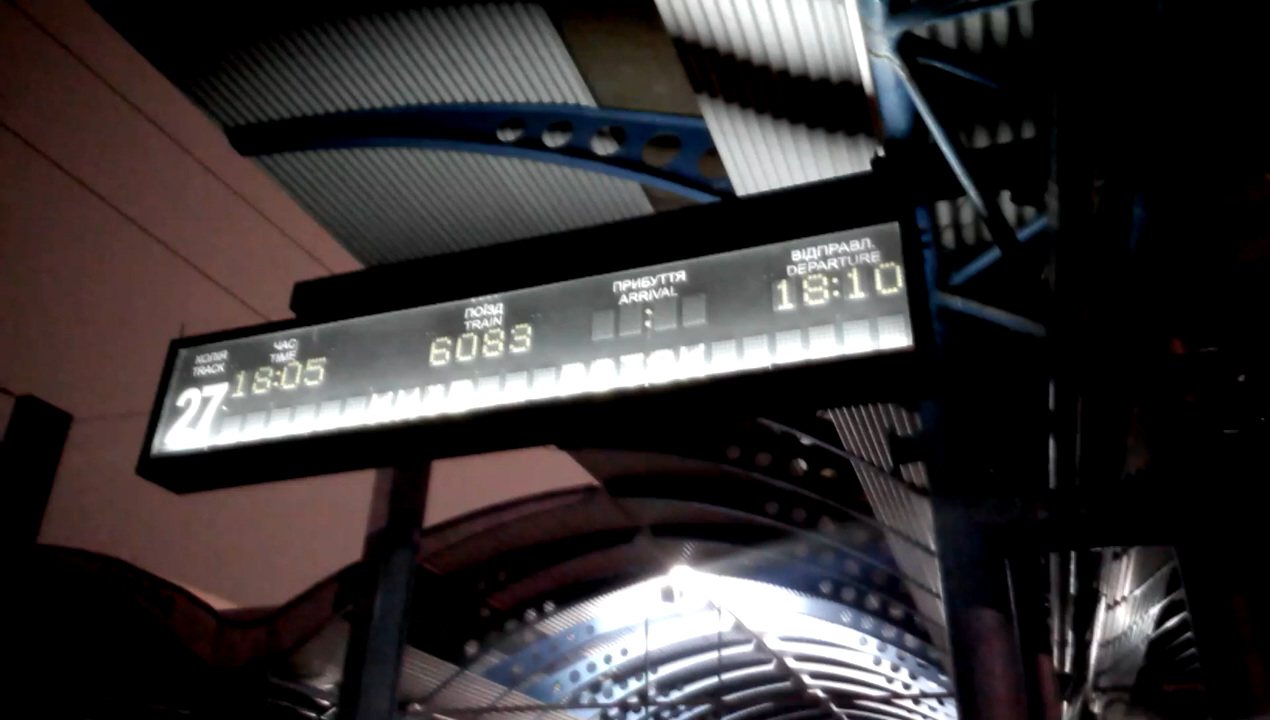 КОЛІЯ
TRACK
27
ЧАС
TIME
18:05
ПОЇЗД
TRAIN
6083
ПРИБУТТЯ
ARRIVAL
:
ВІДПРАВЛ.
DEPARTURE
18:10